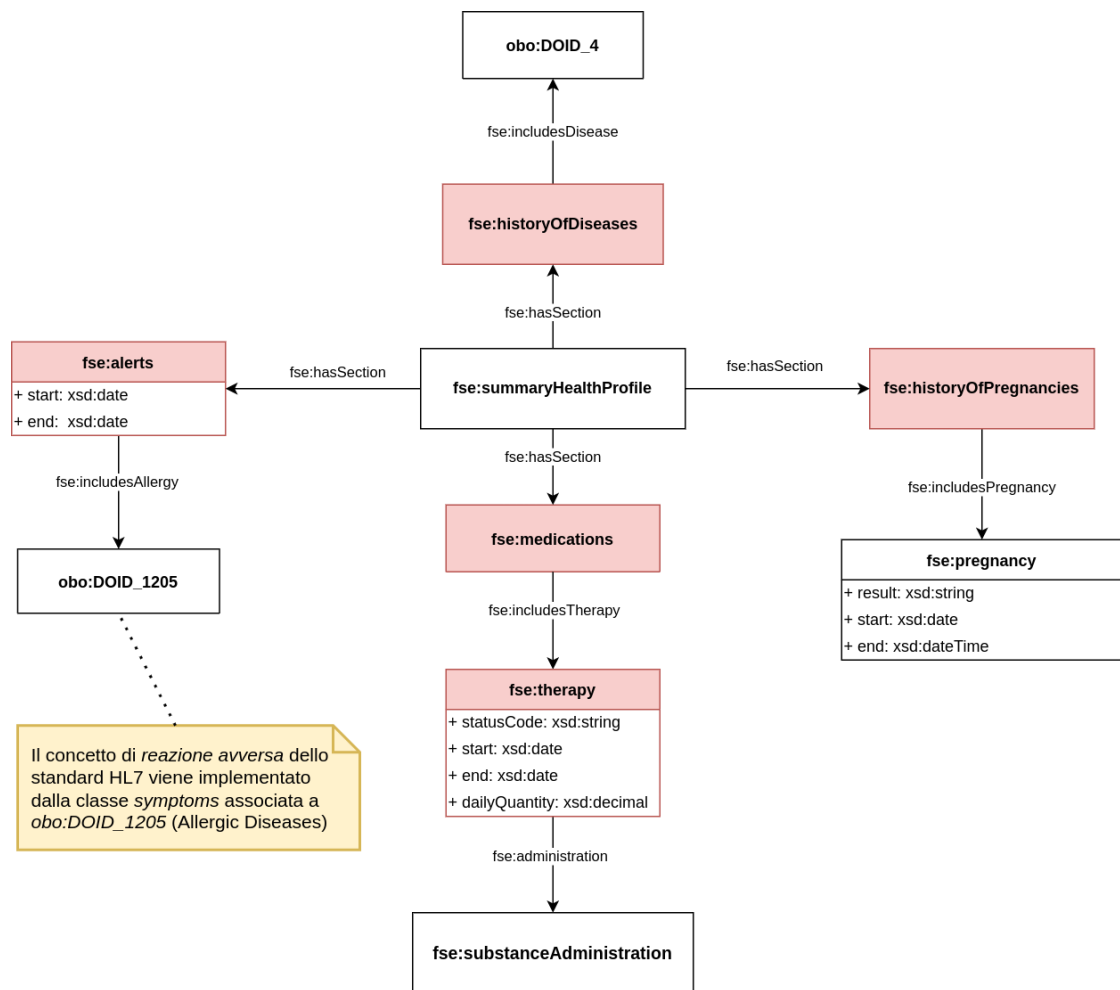 obo:DOID_4
fse:includesDisease
fse:historyOfDiseases
fse:hasSection
fse:alerts
+ start: xsd:date
+ end: xsd:date
fse:hasSection
fse:summaryHealthProfile
fse:hasSection
fse:historyOfPregnancies
fse:includesAllergy
fse:hasSection
fse:includesPregnancy
obo:DOID_1205
fse:medications
fse:pregnancy
+ result: xsd:string
+ start: xsd:date
+ end: xsd:dateTime
fse:includesTherapy
fse:therapy
+ statusCode: xsd:string
+ start: xsd:date
+ end: xsd:date
+ dailyQuantity: xsd:decimal
Il concetto di reazione avversa dello
standard HL7 viene implementato
dalla classe symptoms associata a
obo:DOID_1205 (Allergic Diseases)
fse:administration
fse:substanceAdministration